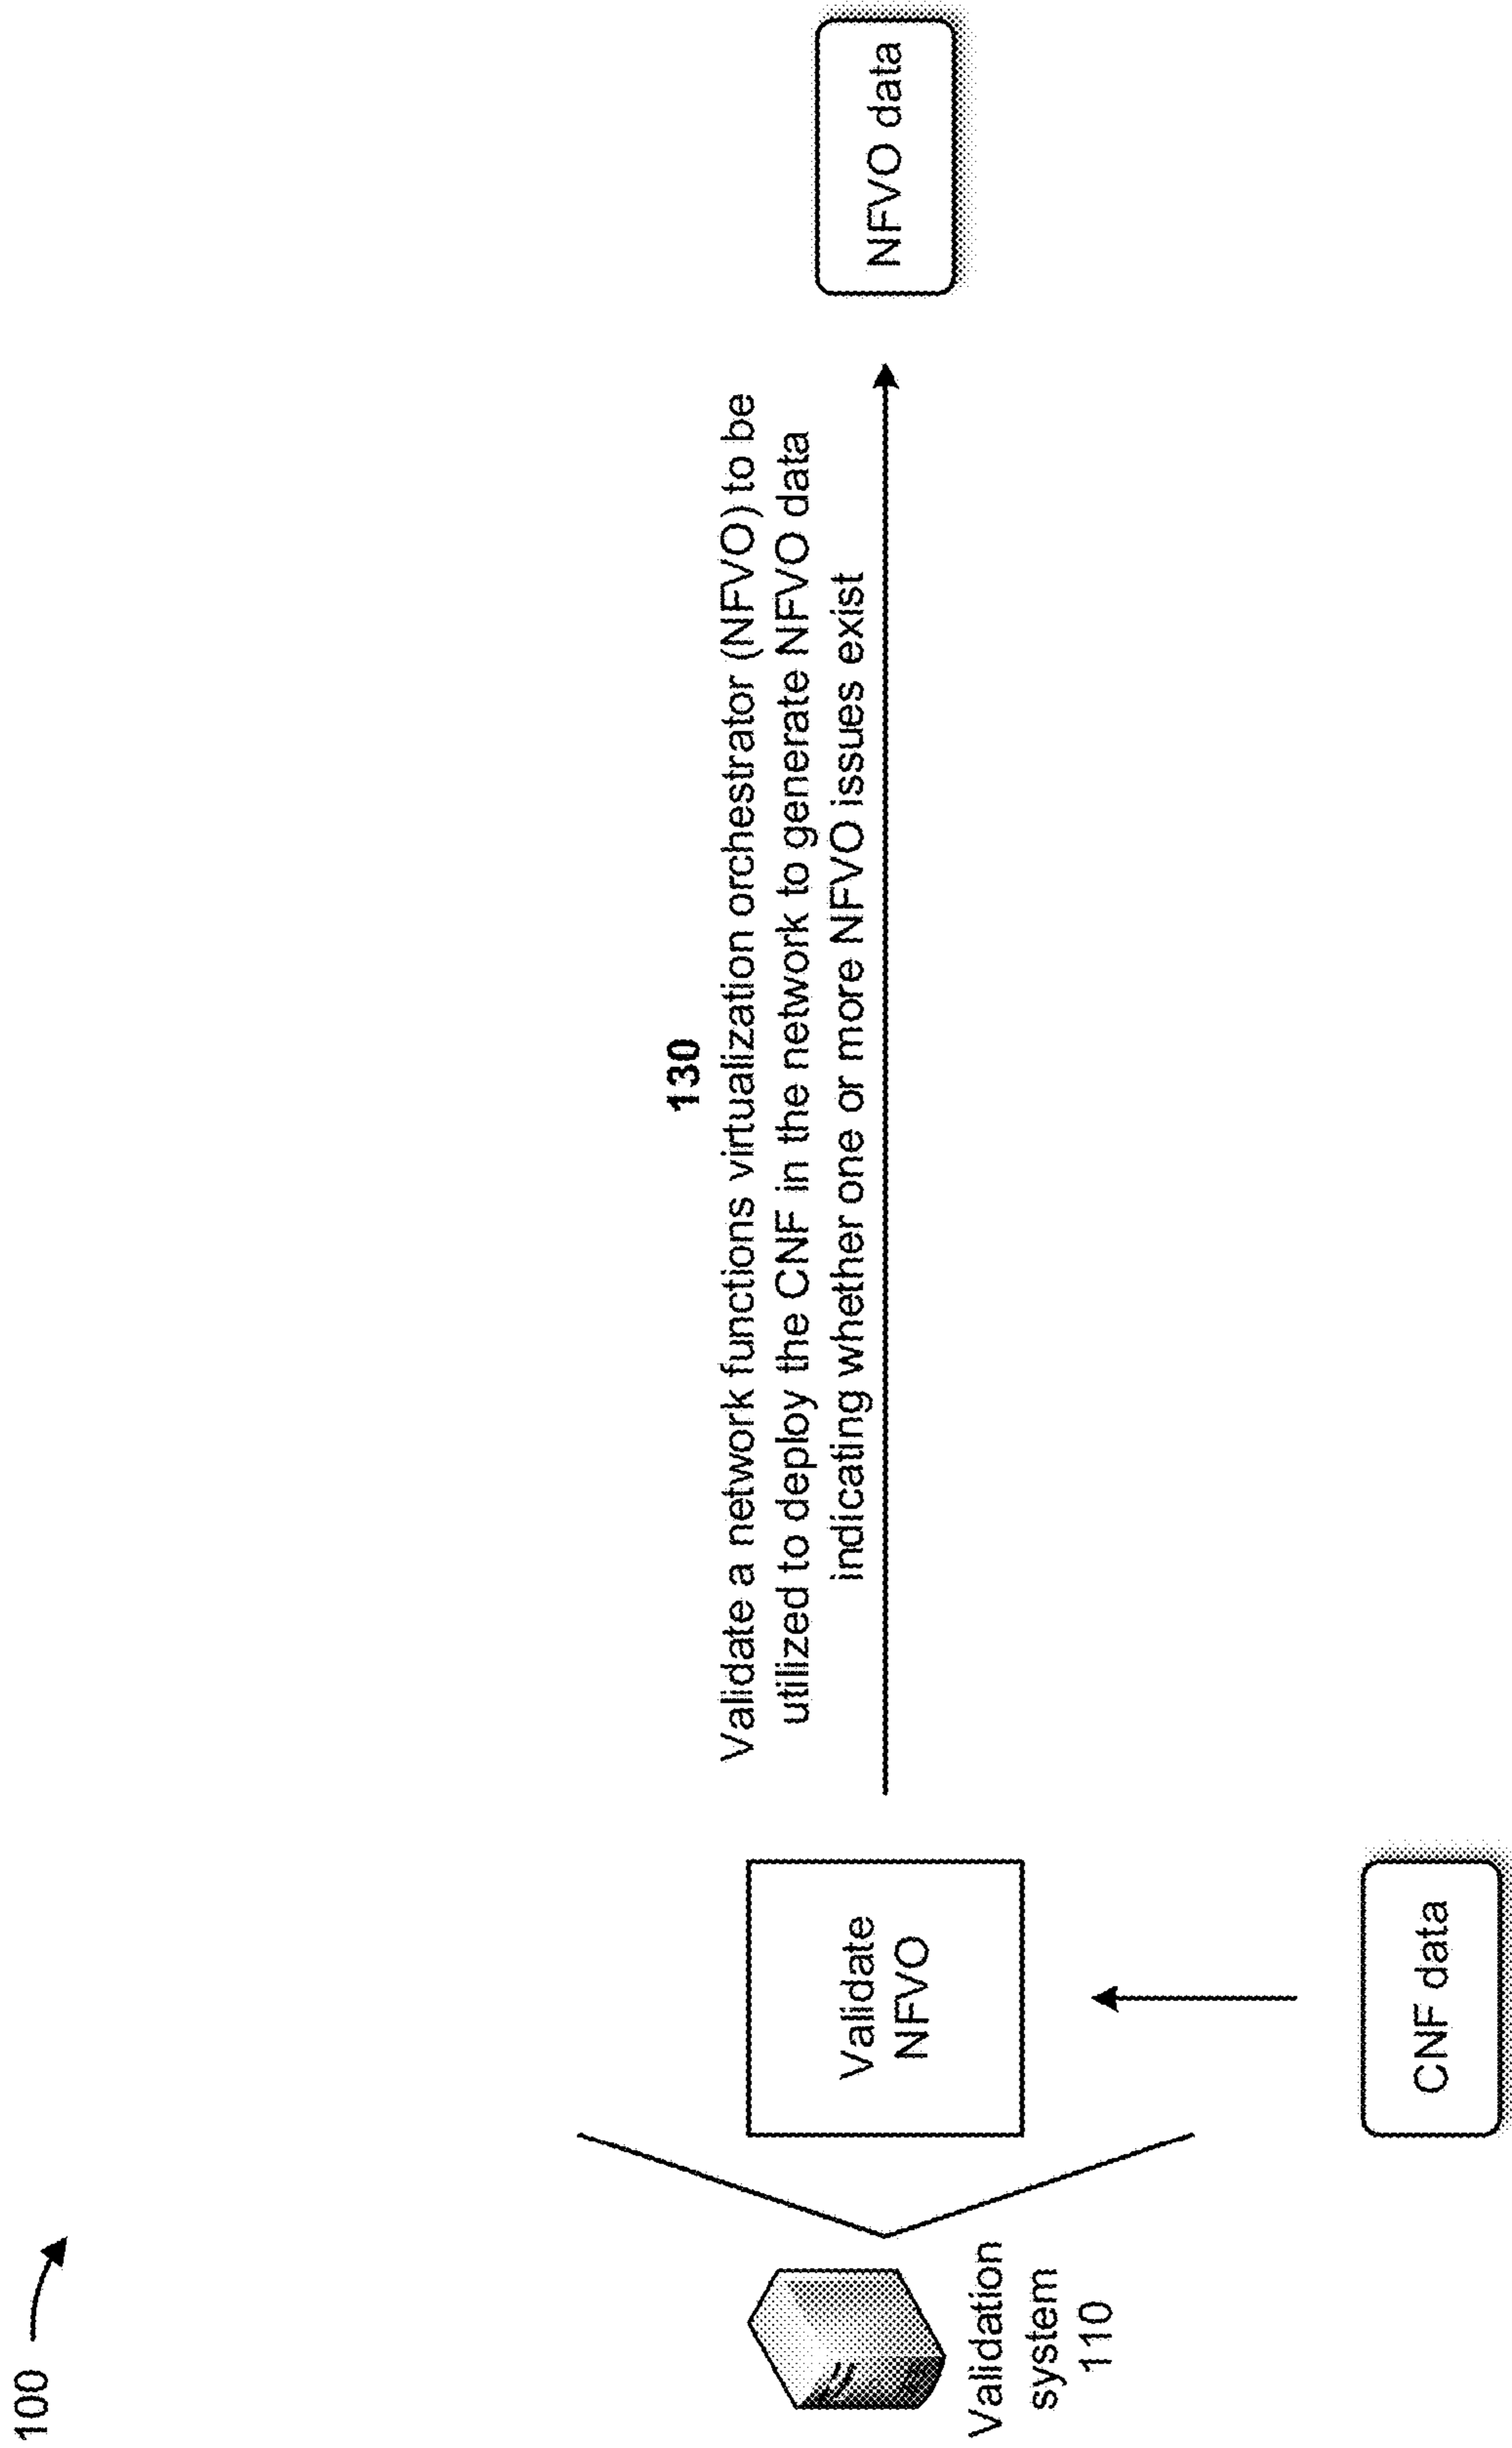 100
130
Validate a network functions virtualization orchestrator (NFVO) to be
utilized to deploy the CNF in the network to generate NFVO data
indicating whether one or more NFVO issues exist
Validate
NFVO
NFVO data
Validation
system
110
CNF data